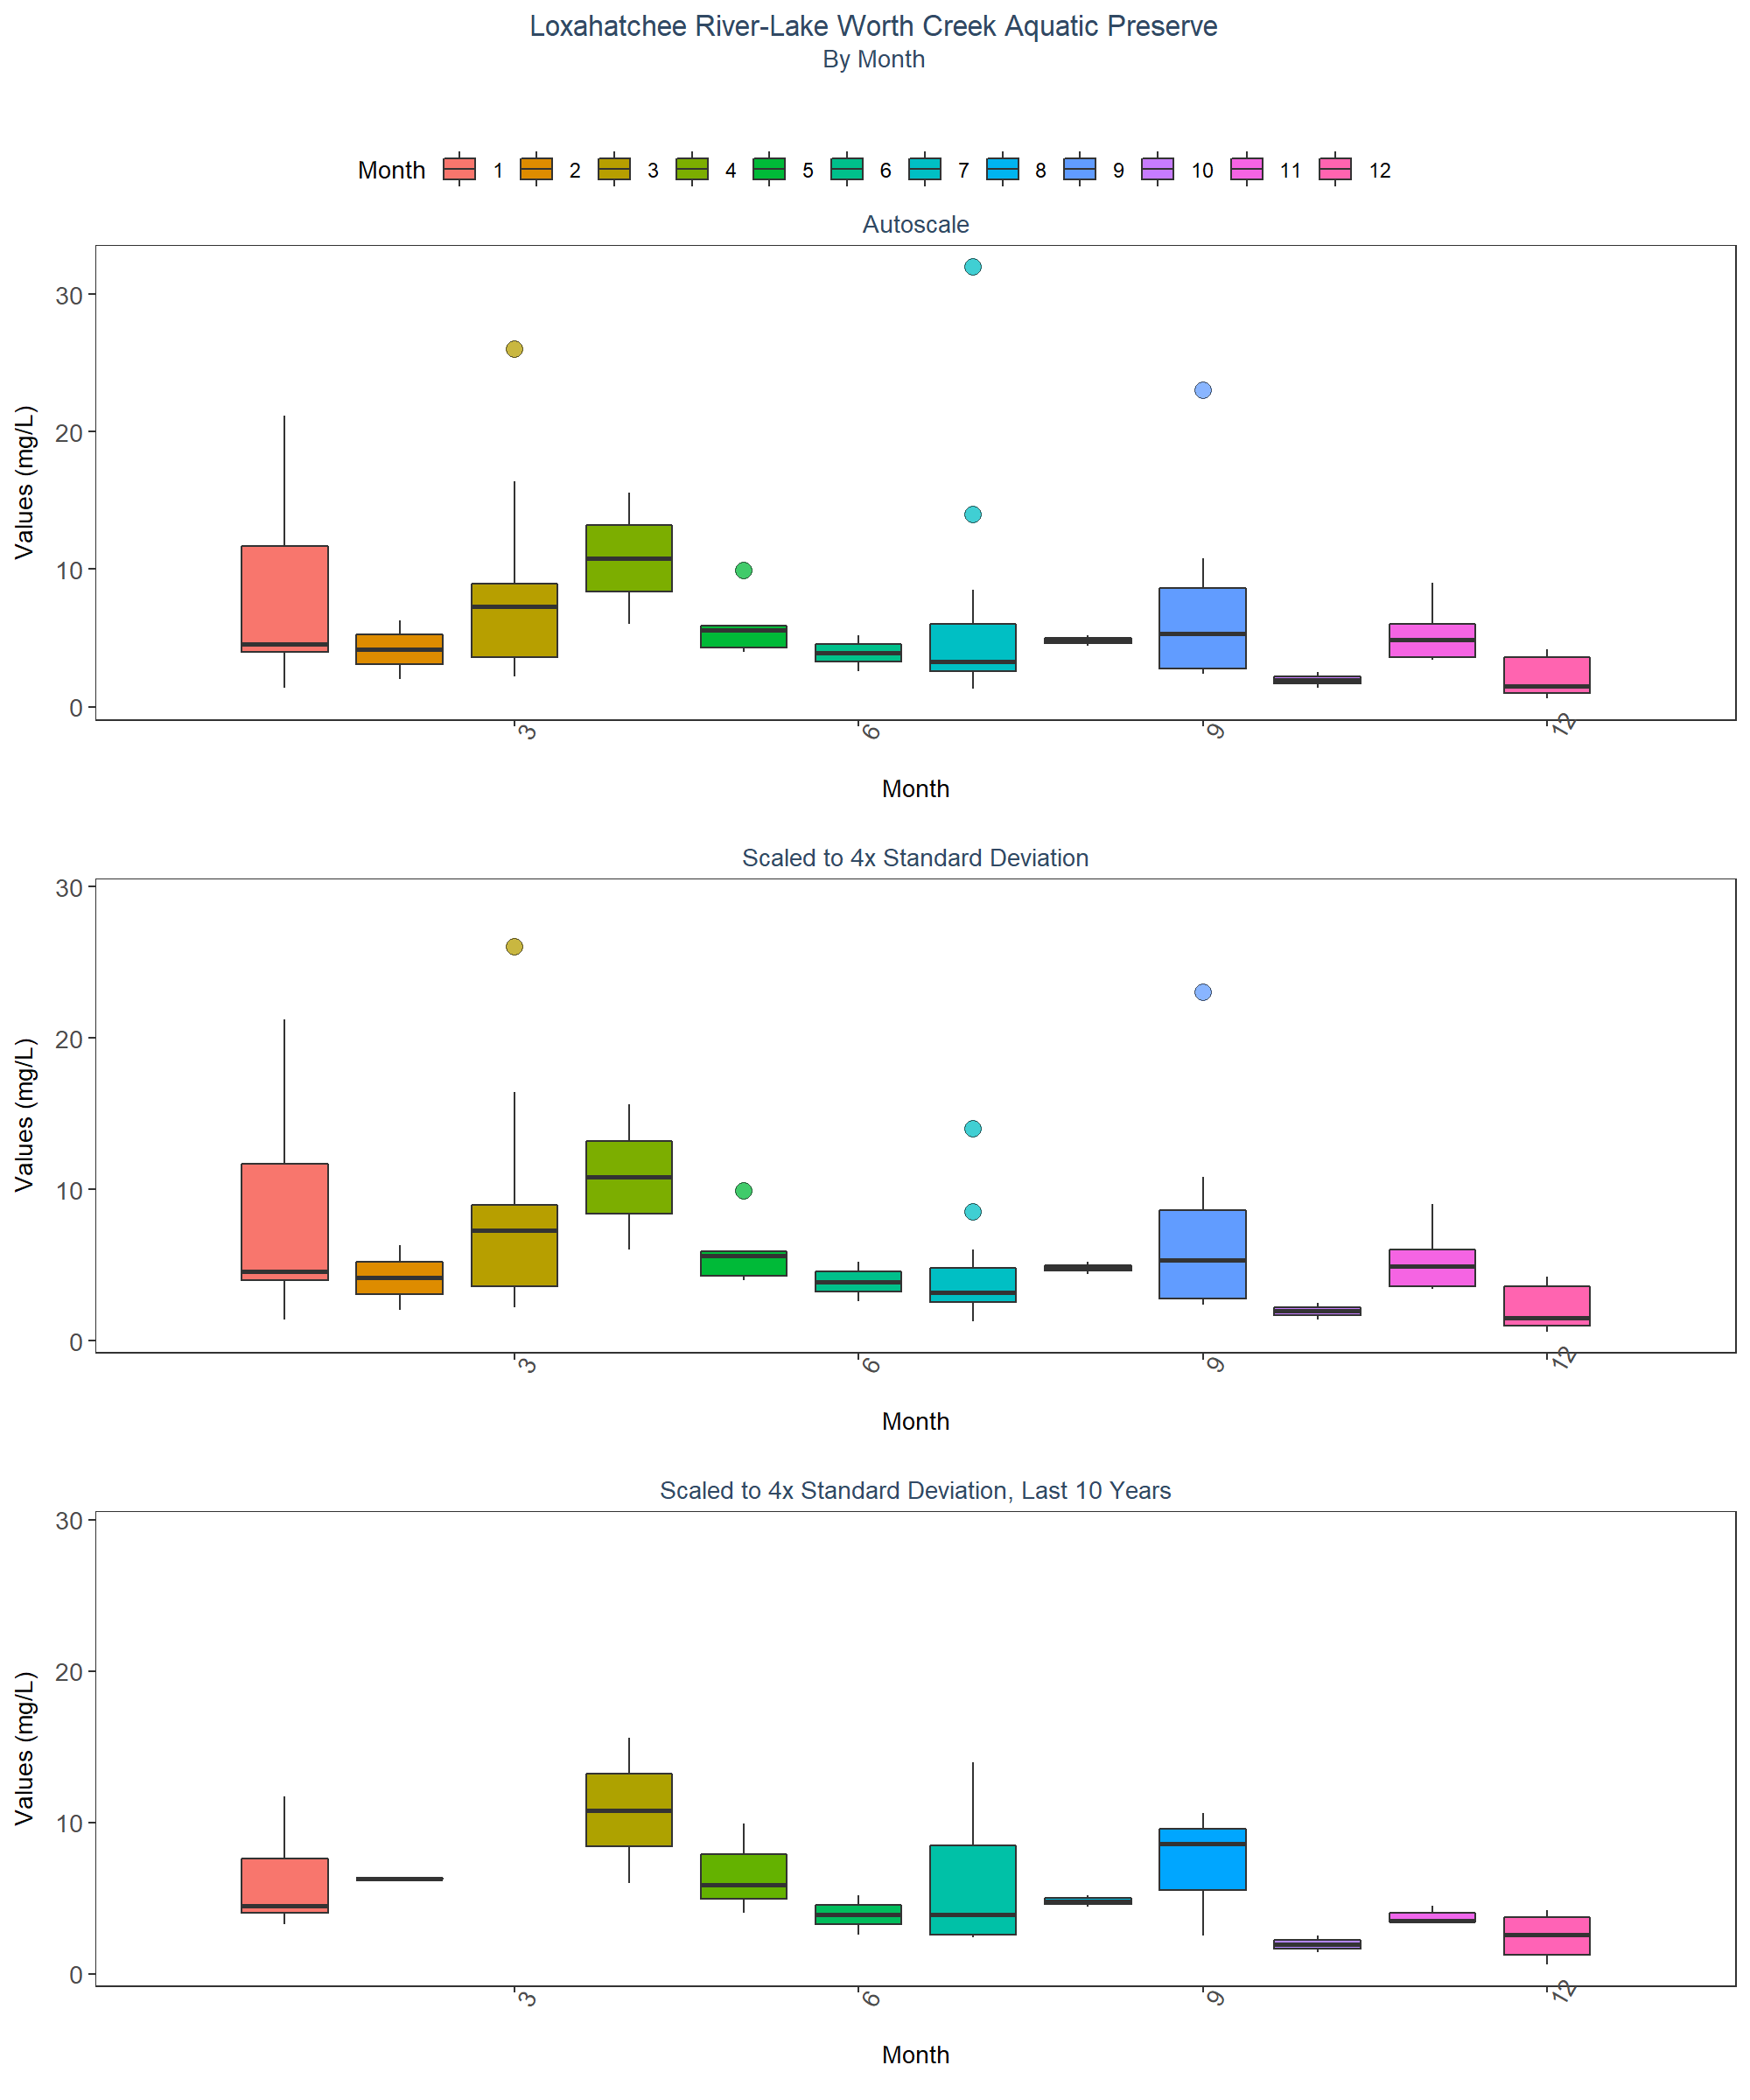 Loxahatchee River-Lake Worth Creek Aquatic Preserve
By Month
Month 1 2 3 4 5 6 7 8 9 10 11 12
Autoscale
Values (mg/L)
30
20
10
0
3 6 9 12
Month
Scaled to 4x Standard Deviation
Values (mg/L)
30
20
10
0
3 6 9 12
Month
Scaled to 4x Standard Deviation, Last 10 Years
Values (mg/L)
30
20
10
0
3 6 9 12
Month